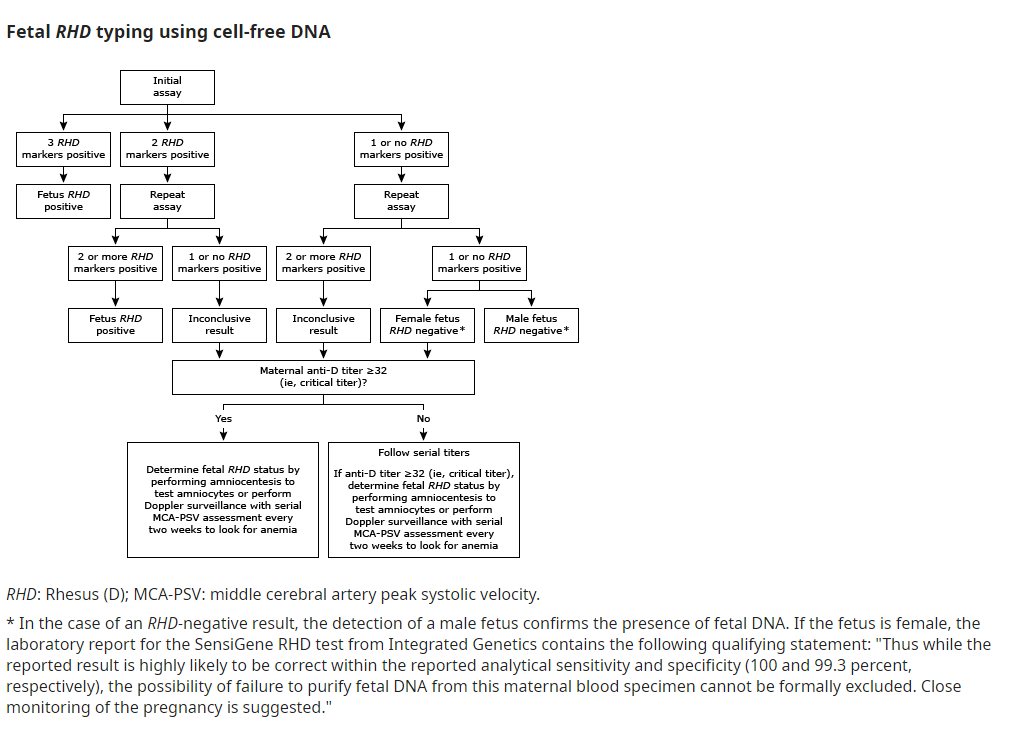 Fetal RHD typing using cell-free DNA
Initial
assay
3 RHD
markers positive
2 RHD
markers positive
1 or no RHD
markers positive
Fetus RHD
positive
Repeat
assay
Repeat
assay
2 or more RHD
markers positive
1 or no RHD
markers positive
2 or more RHD
markers positive
1 or no RHD
markers positive
Fetus RHD
positive
Inconclusive
result
Inconclusive
result
Female fetus
RHD negative*
Male fetus
RHD negative*
Maternal anti-D titer ≥32
(ie, critical titer)?
Yes
No
Determine fetal RHD status by
performing amniocentesis to
test amniocytes or perform
Doppler surveillance with serial
MCA-PSV assessment every
two weeks to look for anemia
Follow serial titers
If anti-D titer ≥32 (ie, critical titer),
determine fetal RHD status by
performing amniocentesis to
test amniocytes or perform
Doppler surveillance with serial
MCA-PSV assessment every
two weeks to look for anemia
RHD: Rhesus (D); MCA-PSV: middle cerebral artery peak systolic velocity.
* In the case of an RHD-negative result, the detection of a male fetus confirms the presence of fetal DNA. If the fetus is female, the
laboratory report for the SensiGene RHD test from Integrated Genetics contains the following qualifying statement: "Thus while the
reported result is highly likely to be correct within the reported analytical sensitivity and specificity (100 and 99.3 percent,
respectively), the possibility of failure to purify fetal DNA from this maternal blood specimen cannot be formally excluded. Close
monitoring of the pregnancy is suggested."